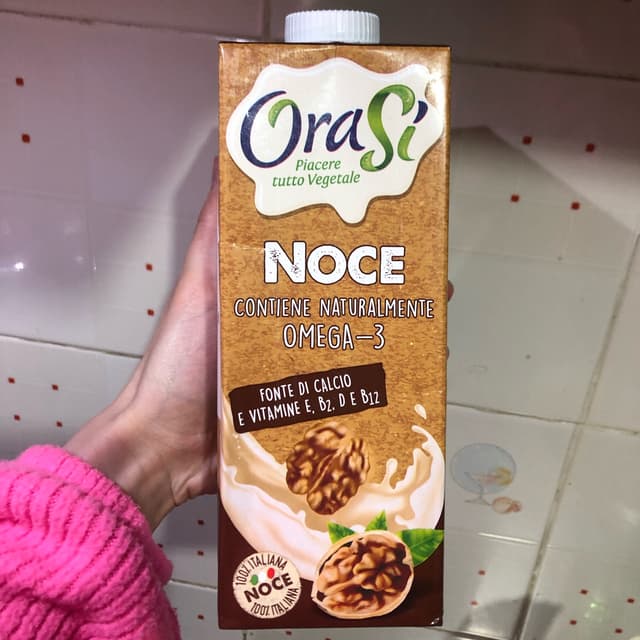 OraSì
Piacere
tutto Vegetale
NOCE
CONTIENE NATURALMENTE
OMEGA-3
FONTE DI CALCIO
E VITAMINE E, B2, D E B12
100% ITALIANA
NOCE
100% ITALIANA